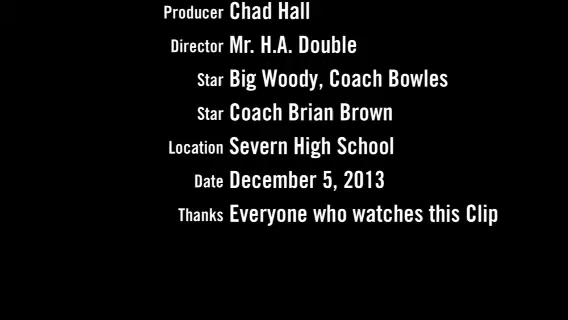 Producer Chad Hall
Director Mr. H.A. Double
Star Big Woody, Coach Bowles
Star Coach Brian Brown
Location Severn High School
Date December 5, 2013
Thanks Everyone who watches this Clip